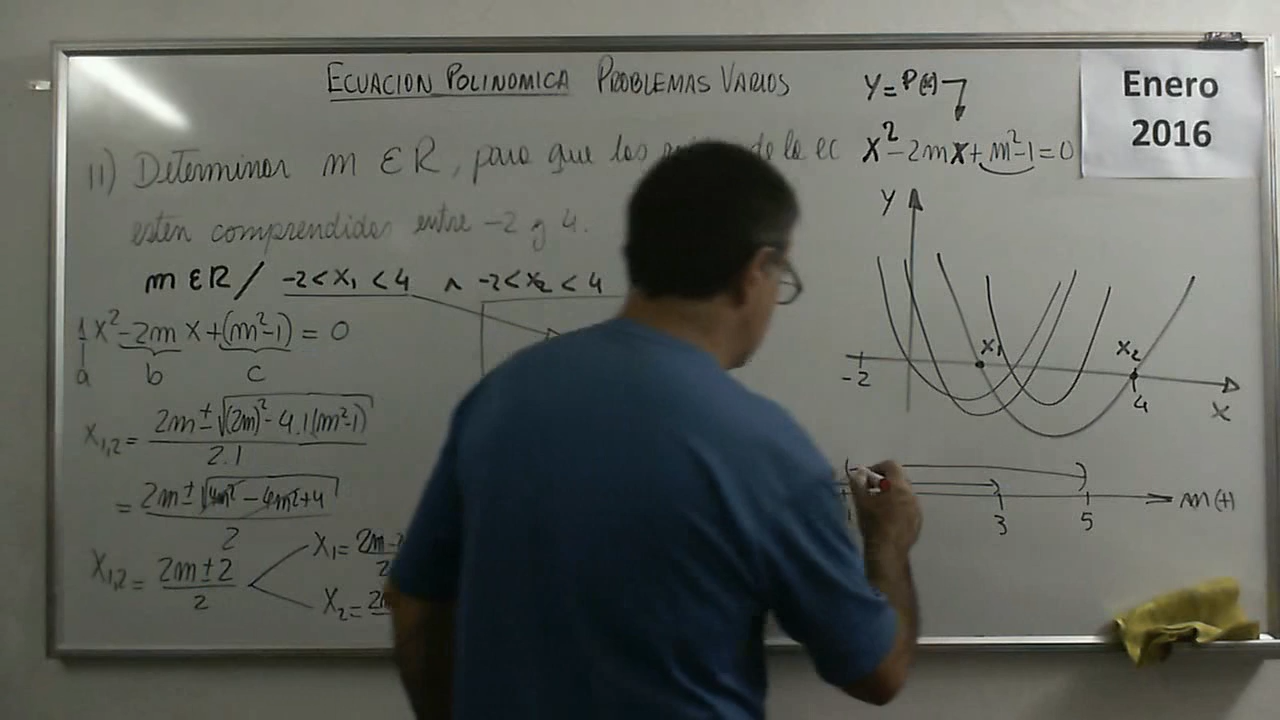 ECUACION POLINOMICA PROBLEMAS VARIOS
Y=P(x)
Enero
2016
11) Determinar m ∈ R, para que las de la ec x²-2mx+m²-1=0
esten comprendidas entre -2 y 4.
m ∈ R / -2<x₁<4 ∧ -2<x₂<4
1x²-2mx+(m²-1)=0
a b c
x₁,₂= 2m±√(2m)²-4.1(m²-1) / 2.1
= 2m±√4m²-4m²+4 / 2
x₁,₂= 2m±2 / 2
x₁= 2m-
x₂=
Y
x₁ x₂
-2 4 X
3 5 m(+)